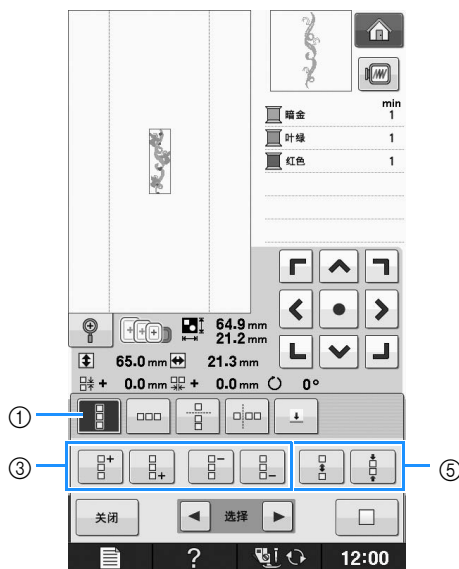 min
暗金 1
叶绿 1
红色 1
64.9 mm
21.2 mm
65.0 mm 21.3 mm
+ 0.0 mm + 0.0 mm 0°
①
③
⑤
关闭 选择
? 12:00